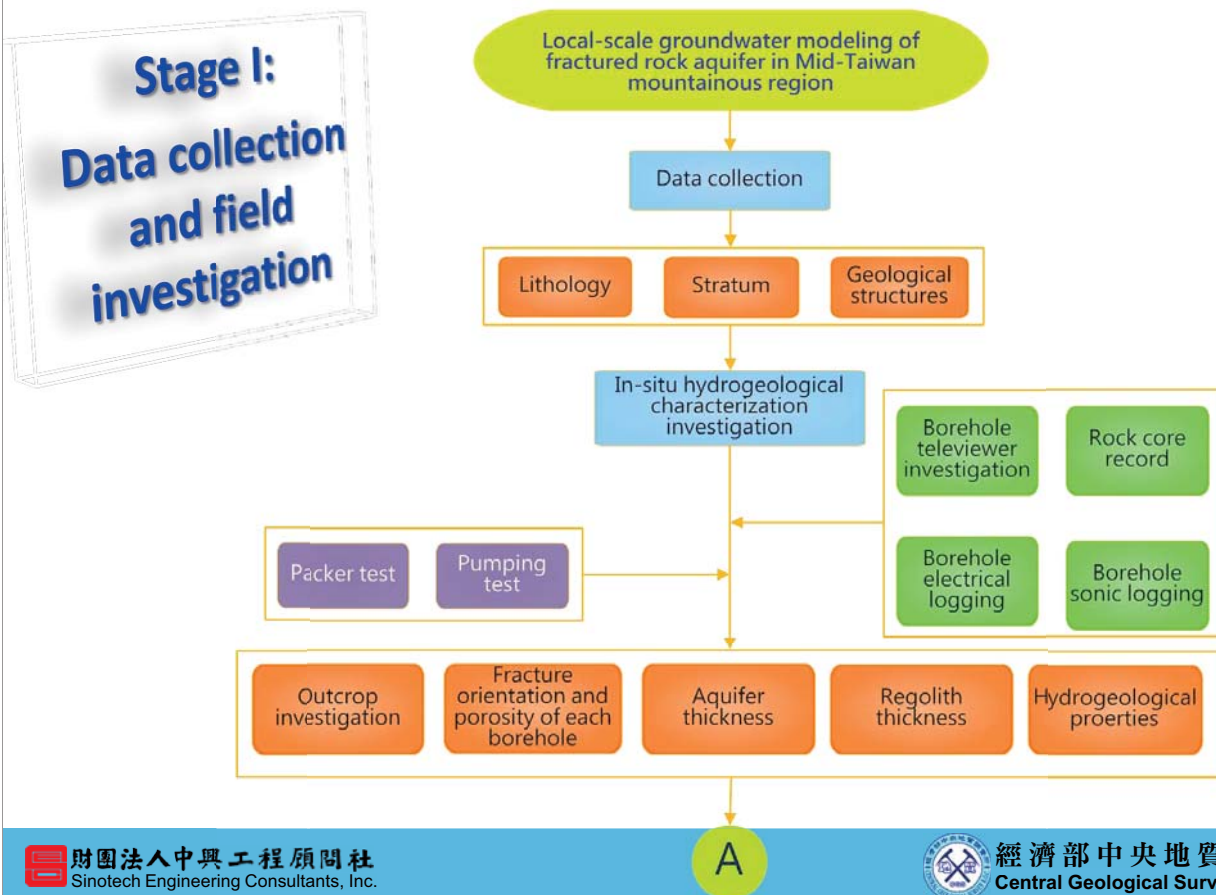 Stage I:
Data collection
and field
investigation
Local-scale groundwater modeling of
fractured rock aquifer in Mid-Taiwan
mountainous region
Data collection
Lithology
Stratum
Geological
structures
In-situ hydrogeological
characterization
investigation
Borehole
televiewer
investigation
Rock core
record
Packer test
Pumping
test
Borehole
electrical
logging
Borehole
sonic logging
Outcrop
investigation
Fracture
orientation and
porosity of each
borehole
Aquifer
thickness
Regolith
thickness
Hydrogeological
proerties
A
財團法人中興工程顧問社
Sinotech Engineering Consultants, Inc.
經濟部中央地質
Central Geological Surv